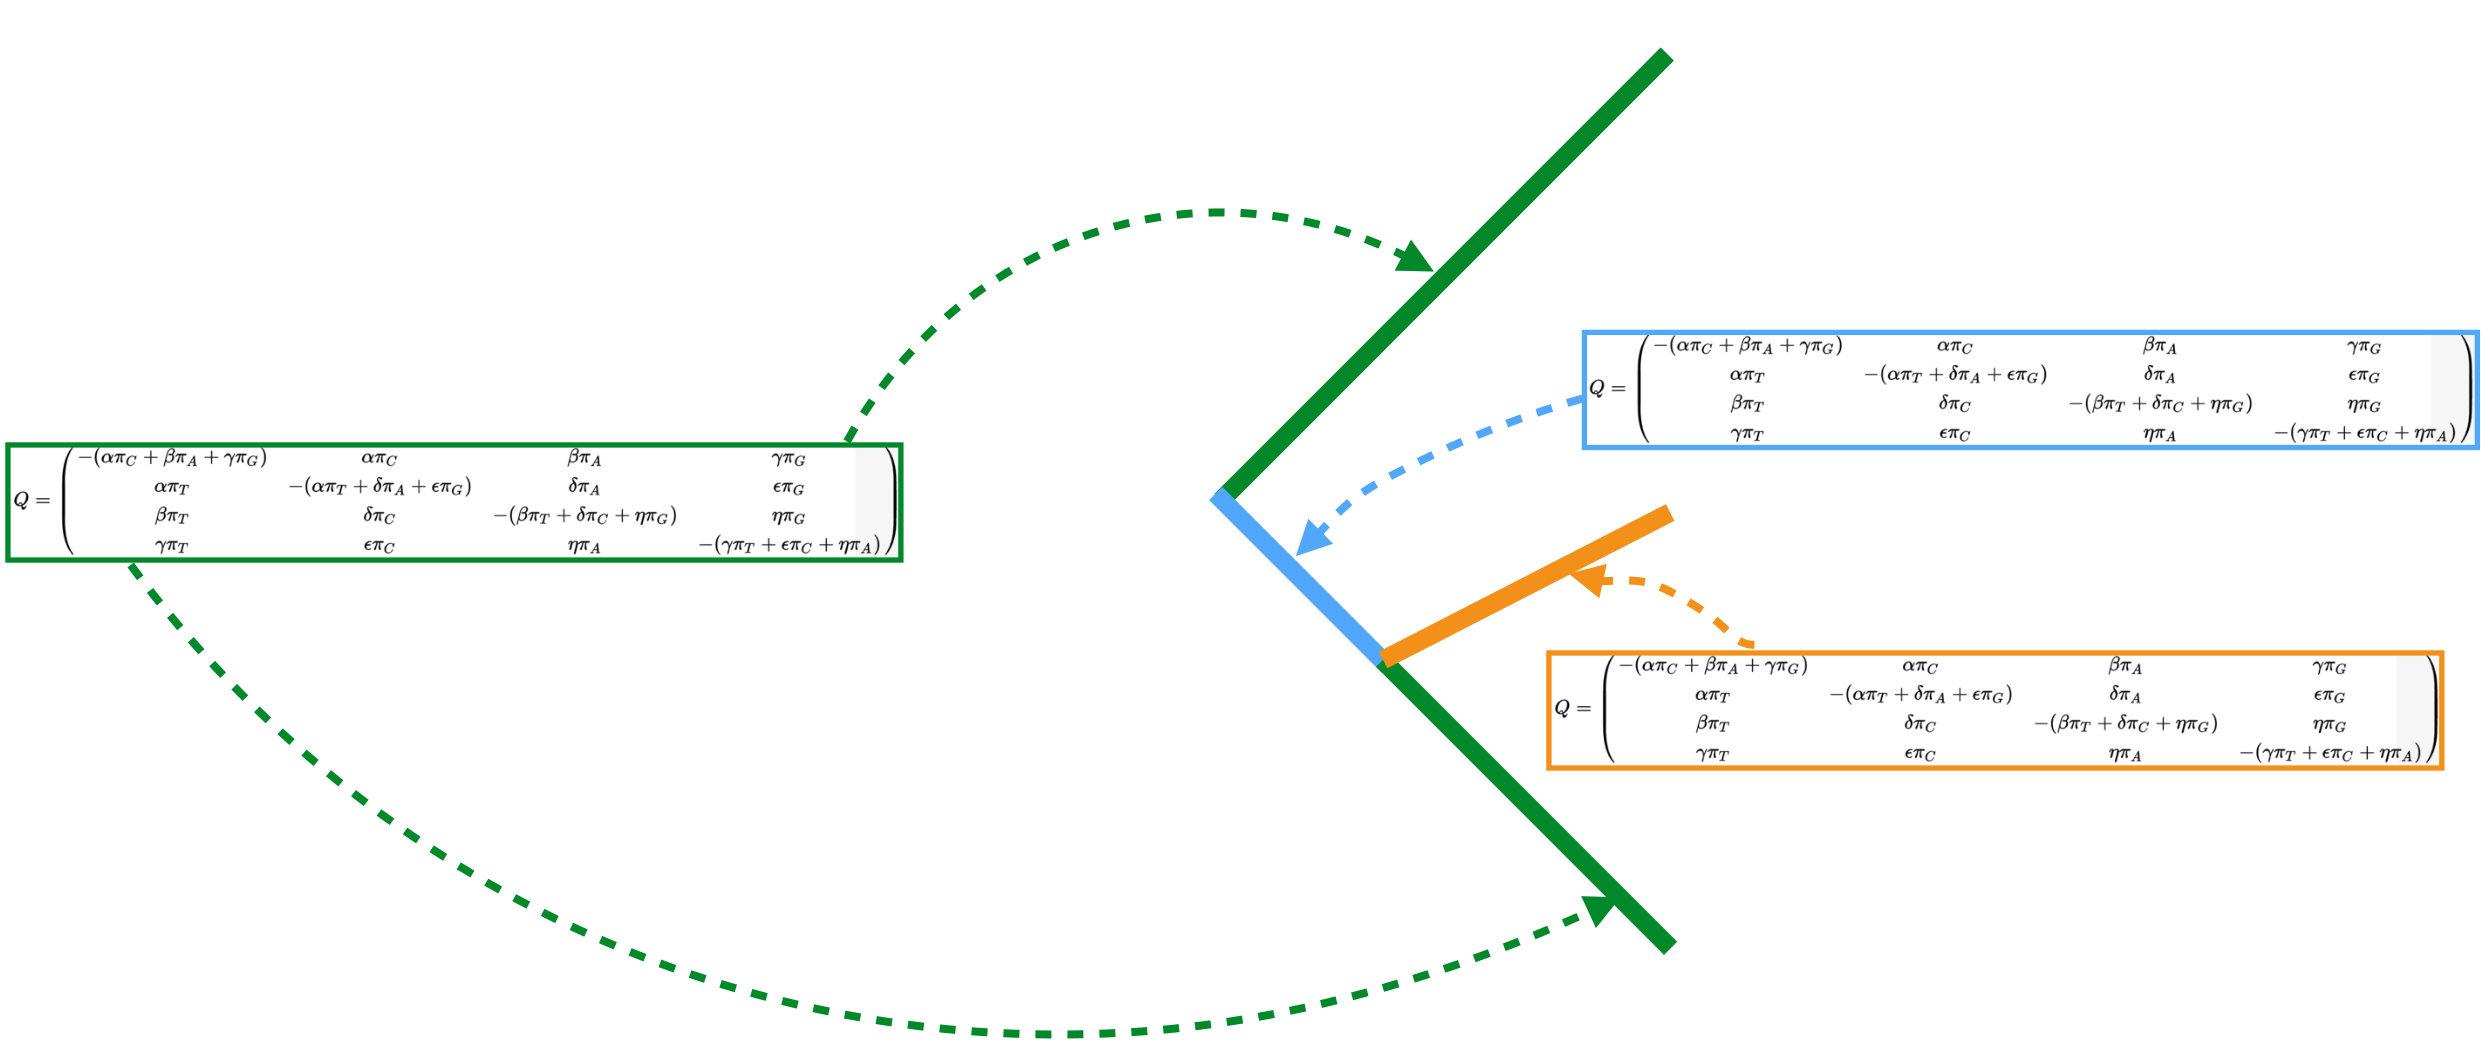 −(απ_C + βπ_A + γπ_G) απ_C βπ_A γπ_G
απ_T −(απ_T + δπ_A + ϵπ_G) δπ_A ϵπ_G
Q =
βπ_T δπ_C −(βπ_T + δπ_C + ηπ_G) ηπ_G
γπ_T ϵπ_C ηπ_A −(γπ_T + ϵπ_C + ηπ_A)
−(απ_C + βπ_A + γπ_G) απ_C βπ_A γπ_G
απ_T −(απ_T + δπ_A + ϵπ_G) δπ_A ϵπ_G
Q =
βπ_T δπ_C −(βπ_T + δπ_C + ηπ_G) ηπ_G
γπ_T ϵπ_C ηπ_A −(γπ_T + ϵπ_C + ηπ_A)
−(απ_C + βπ_A + γπ_G) απ_C βπ_A γπ_G
απ_T −(απ_T + δπ_A + ϵπ_G) δπ_A ϵπ_G
Q =
βπ_T δπ_C −(βπ_T + δπ_C + ηπ_G) ηπ_G
γπ_T ϵπ_C ηπ_A −(γπ_T + ϵπ_C + ηπ_A)